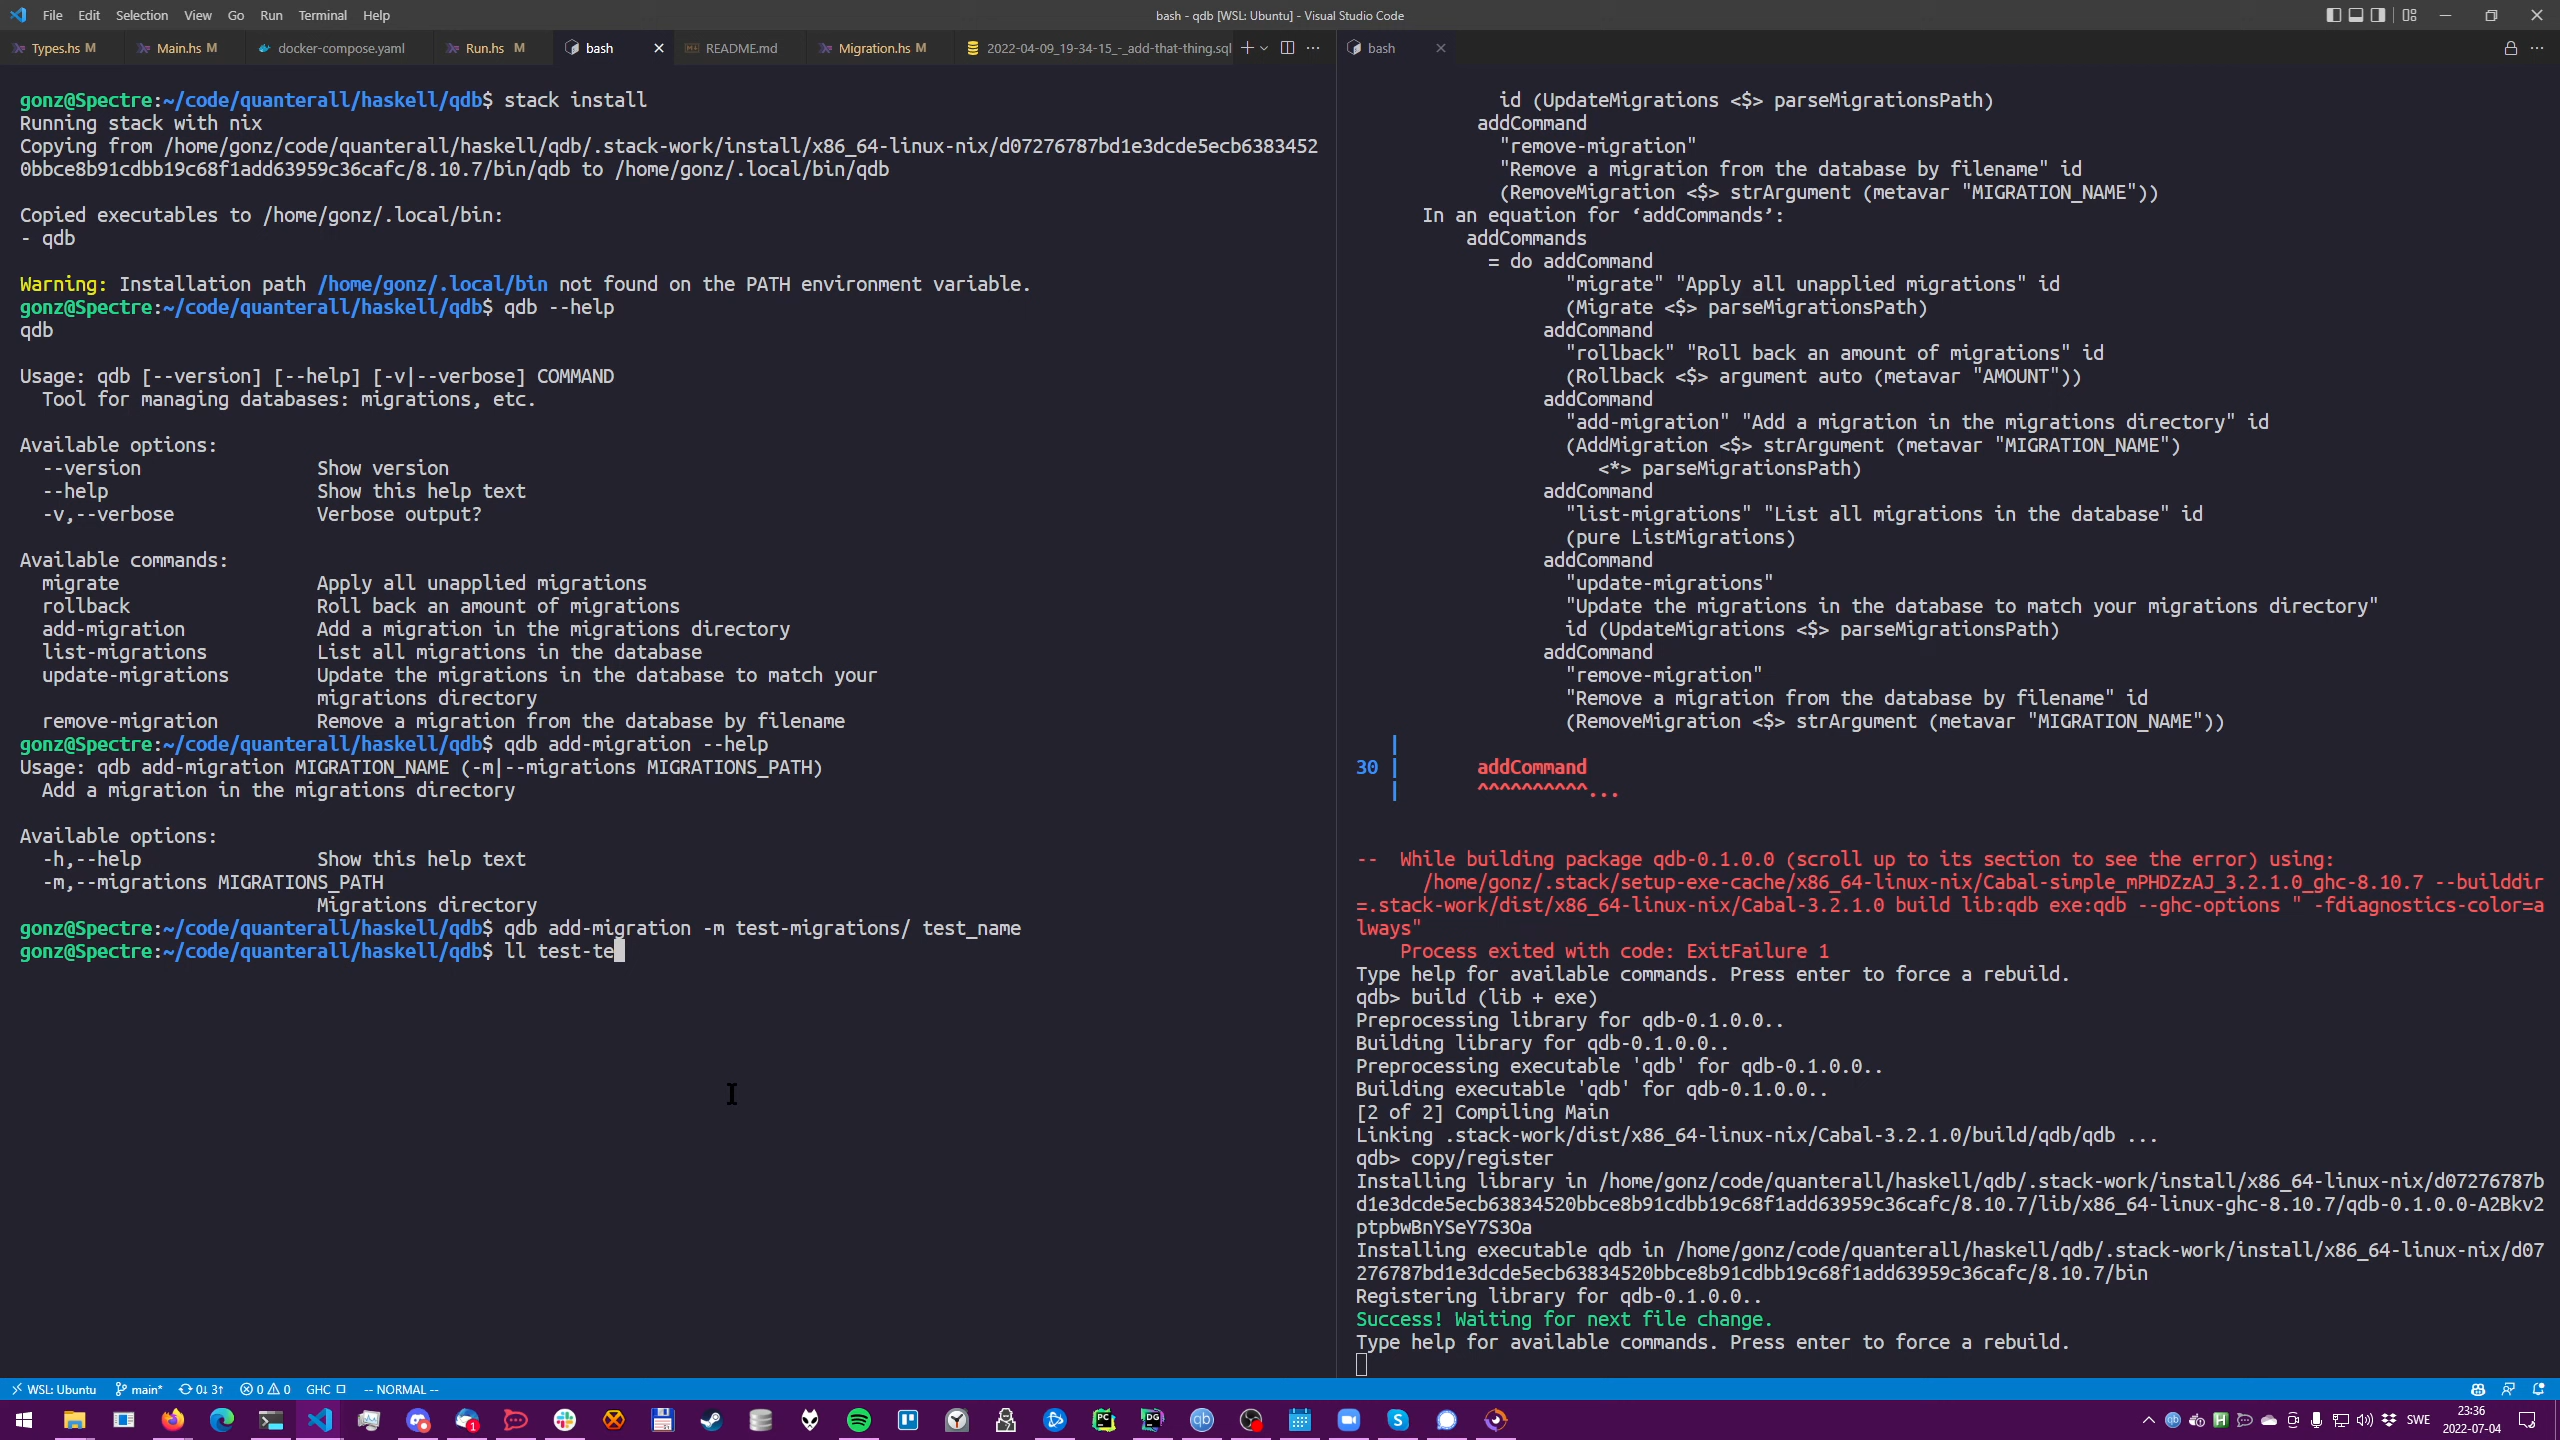 File Edit Selection View Go Run Terminal Help
bash - qdb [WSL: Ubuntu] - Visual Studio Code
Types.hs M Main.hs M docker-compose.yaml Run.hs M bash README.md Migration.hs M 2022-04-09_19-34-15_-_add-that-thing.sql
gonz@Spectre:~/code/quanterall/haskell/qdb$ stack install
Running stack with nix
Copying from /home/gonz/code/quanterall/haskell/qdb/.stack-work/install/x86_64-linux-nix/d07276787bd1e3dcde5ecb6383452
0bbce8b91cdbb19c68f1add63959c36cafc/8.10.7/bin/qdb to /home/gonz/.local/bin/qdb
Copied executables to /home/gonz/.local/bin:
- qdb
Warning: Installation path /home/gonz/.local/bin not found on the PATH environment variable.
gonz@Spectre:~/code/quanterall/haskell/qdb$ qdb --help
qdb
Usage: qdb [--version] [--help] [-v|--verbose] COMMAND
Tool for managing databases: migrations, etc.
Available options:
--version Show version
--help Show this help text
-v,--verbose Verbose output?
Available commands:
migrate Apply all unapplied migrations
rollback Roll back an amount of migrations
add-migration Add a migration in the migrations directory
list-migrations List all migrations in the database
update-migrations Update the migrations in the database to match your
migrations directory
remove-migration Remove a migration from the database by filename
gonz@Spectre:~/code/quanterall/haskell/qdb$ qdb add-migration --help
Usage: qdb add-migration MIGRATION_NAME (-m|--migrations MIGRATIONS_PATH)
Add a migration in the migrations directory
Available options:
-h,--help Show this help text
-m,--migrations MIGRATIONS_PATH
Migrations directory
gonz@Spectre:~/code/quanterall/haskell/qdb$ qdb add-migration -m test-migrations/ test_name
gonz@Spectre:~/code/quanterall/haskell/qdb$ ll test-te
bash
id (UpdateMigrations <$> parseMigrationsPath)
addCommand
"remove-migration"
"Remove a migration from the database by filename" id
(RemoveMigration <$> strArgument (metavar "MIGRATION_NAME"))
In an equation for ‘addCommands’:
addCommands
= do addCommand
"migrate" "Apply all unapplied migrations" id
(Migrate <$> parseMigrationsPath)
addCommand
"rollback" "Roll back an amount of migrations" id
(Rollback <$> argument auto (metavar "AMOUNT"))
addCommand
"add-migration" "Add a migration in the migrations directory" id
(AddMigration <$> strArgument (metavar "MIGRATION_NAME")
<*> parseMigrationsPath)
addCommand
"list-migrations" "List all migrations in the database" id
(pure ListMigrations)
addCommand
"update-migrations"
"Update the migrations in the database to match your migrations directory"
id (UpdateMigrations <$> parseMigrationsPath)
addCommand
"remove-migration"
"Remove a migration from the database by filename" id
(RemoveMigration <$> strArgument (metavar "MIGRATION_NAME"))
|
30 | addCommand
| ^^^^^^^^^^...
-- While building package qdb-0.1.0.0 (scroll up to its section to see the error) using:
/home/gonz/.stack/setup-exe-cache/x86_64-linux-nix/Cabal-simple_mPHDZzAJ_3.2.1.0_ghc-8.10.7 --builddir
=.stack-work/dist/x86_64-linux-nix/Cabal-3.2.1.0 build lib:qdb exe:qdb --ghc-options " -fdiagnostics-color=a
lways"
Process exited with code: ExitFailure 1
Type help for available commands. Press enter to force a rebuild.
qdb> build (lib + exe)
Preprocessing library for qdb-0.1.0.0..
Building library for qdb-0.1.0.0..
Preprocessing executable 'qdb' for qdb-0.1.0.0..
Building executable 'qdb' for qdb-0.1.0.0..
[2 of 2] Compiling Main
Linking .stack-work/dist/x86_64-linux-nix/Cabal-3.2.1.0/build/qdb/qdb ...
qdb> copy/register
Installing library in /home/gonz/code/quanterall/haskell/qdb/.stack-work/install/x86_64-linux-nix/d07276787b
d1e3dcde5ecb63834520bbce8b91cdbb19c68f1add63959c36cafc/8.10.7/lib/x86_64-linux-ghc-8.10.7/qdb-0.1.0.0-A2Bkv2
ptpbwBnYSeY7S3Oa
Installing executable qdb in /home/gonz/code/quanterall/haskell/qdb/.stack-work/install/x86_64-linux-nix/d07
276787bd1e3dcde5ecb63834520bbce8b91cdbb19c68f1add63959c36cafc/8.10.7/bin
Registering library for qdb-0.1.0.0..
Success! Waiting for next file change.
Type help for available commands. Press enter to force a rebuild.
WSL: Ubuntu main* 0↓ 3↑ 0 0 GHC -- NORMAL --
SWE
23:36
2022-07-04